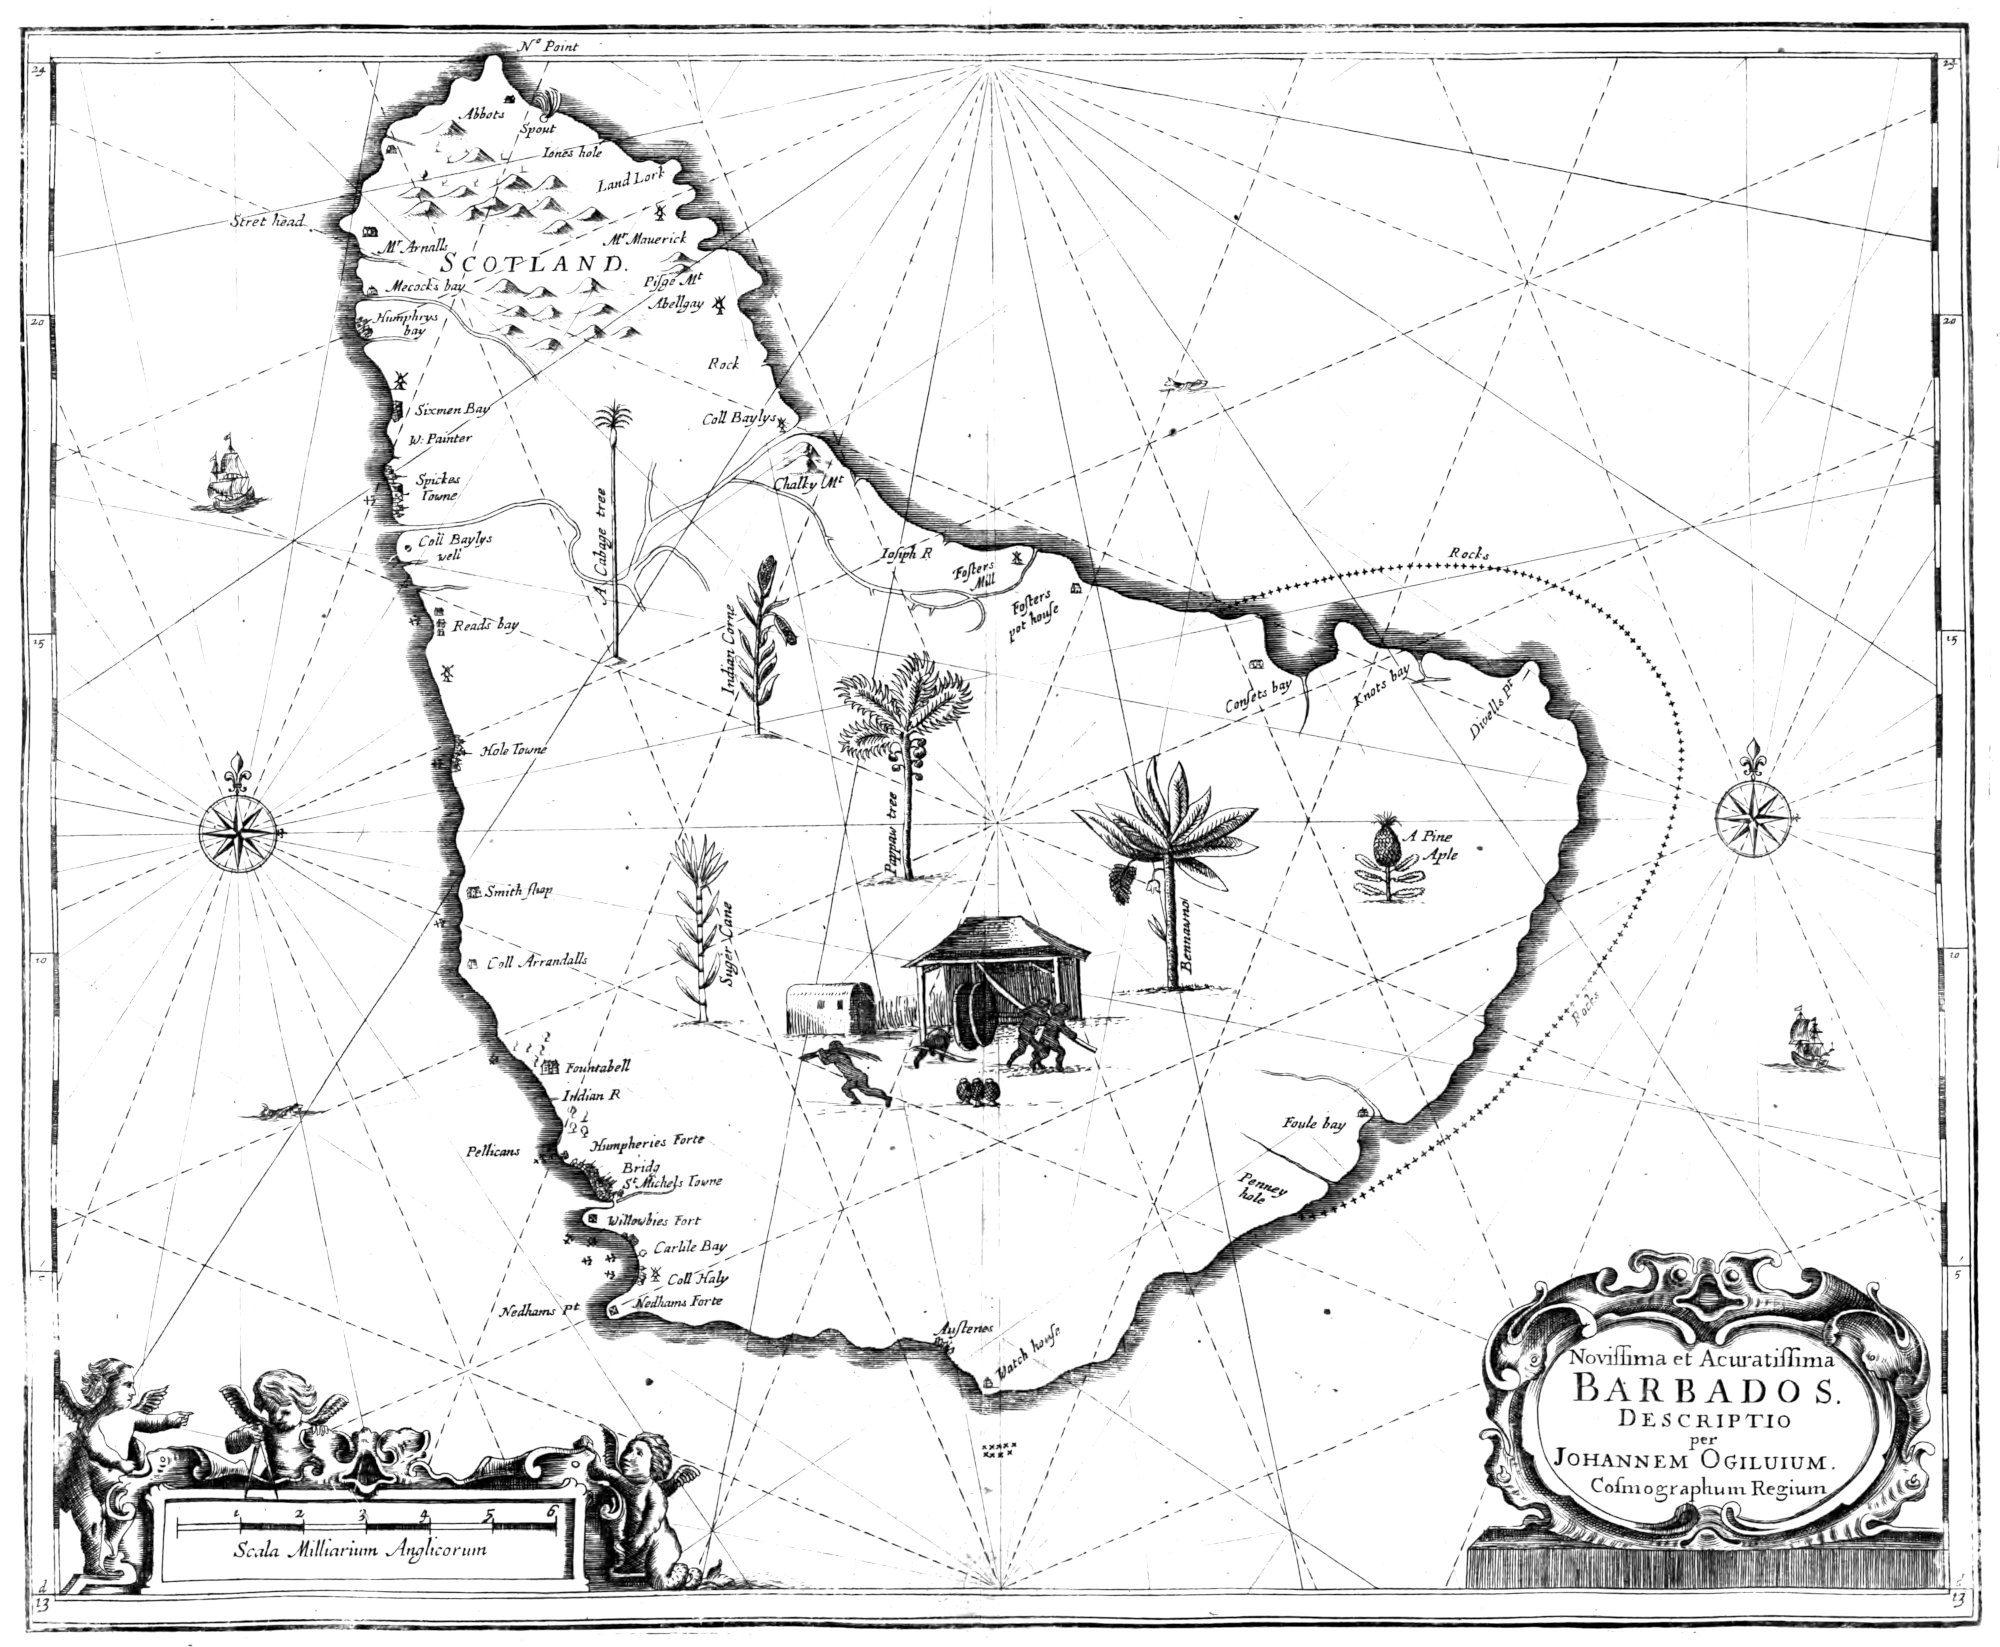 Nº Point
24
23
Abbots
Spout
Iones hole
Land Lork
Stret head
Mr Arnalls
Mr Mauerick
SCOTLAND.
Pisge Mt
Mecocks bay
Abellgay
Humphrys
bay
20
20
Rock
Sixmen Bay
Coll Baylys
W: Painter
Spickes
Towne
Chalky Mt
A Cabage tree
Coll Baylys
well
Iosiph R
Fosters
Mill
Fosters
pot house
Rocks
Reads bay
15
15
Indian Corne
Consets bay
Knots bay
Divells pt
Hole Towne
Pappaw tree
A Pine
Aple
Smith shop
Suger Cane
Bennawno
Coll Arrandalls
10
10
Rocks
Fountabell
Indian R
Humpheries Forte
Pellicans
Bridg
St Michels Towne
Foule bay
Penney
hole
Willowbies Fort
Carlile Bay
Coll Haly
Nedhams pt
Nedhams Forte
5
Austenes
Watch house
Novissima et Acuratissima
BARBADOS.
DESCRIPTIO
per
JOHANNEM OGILUIUM.
Cosmographum Regium
1 2 3 4 5 6
Scala Milliarium Anglicorum
d
13
13